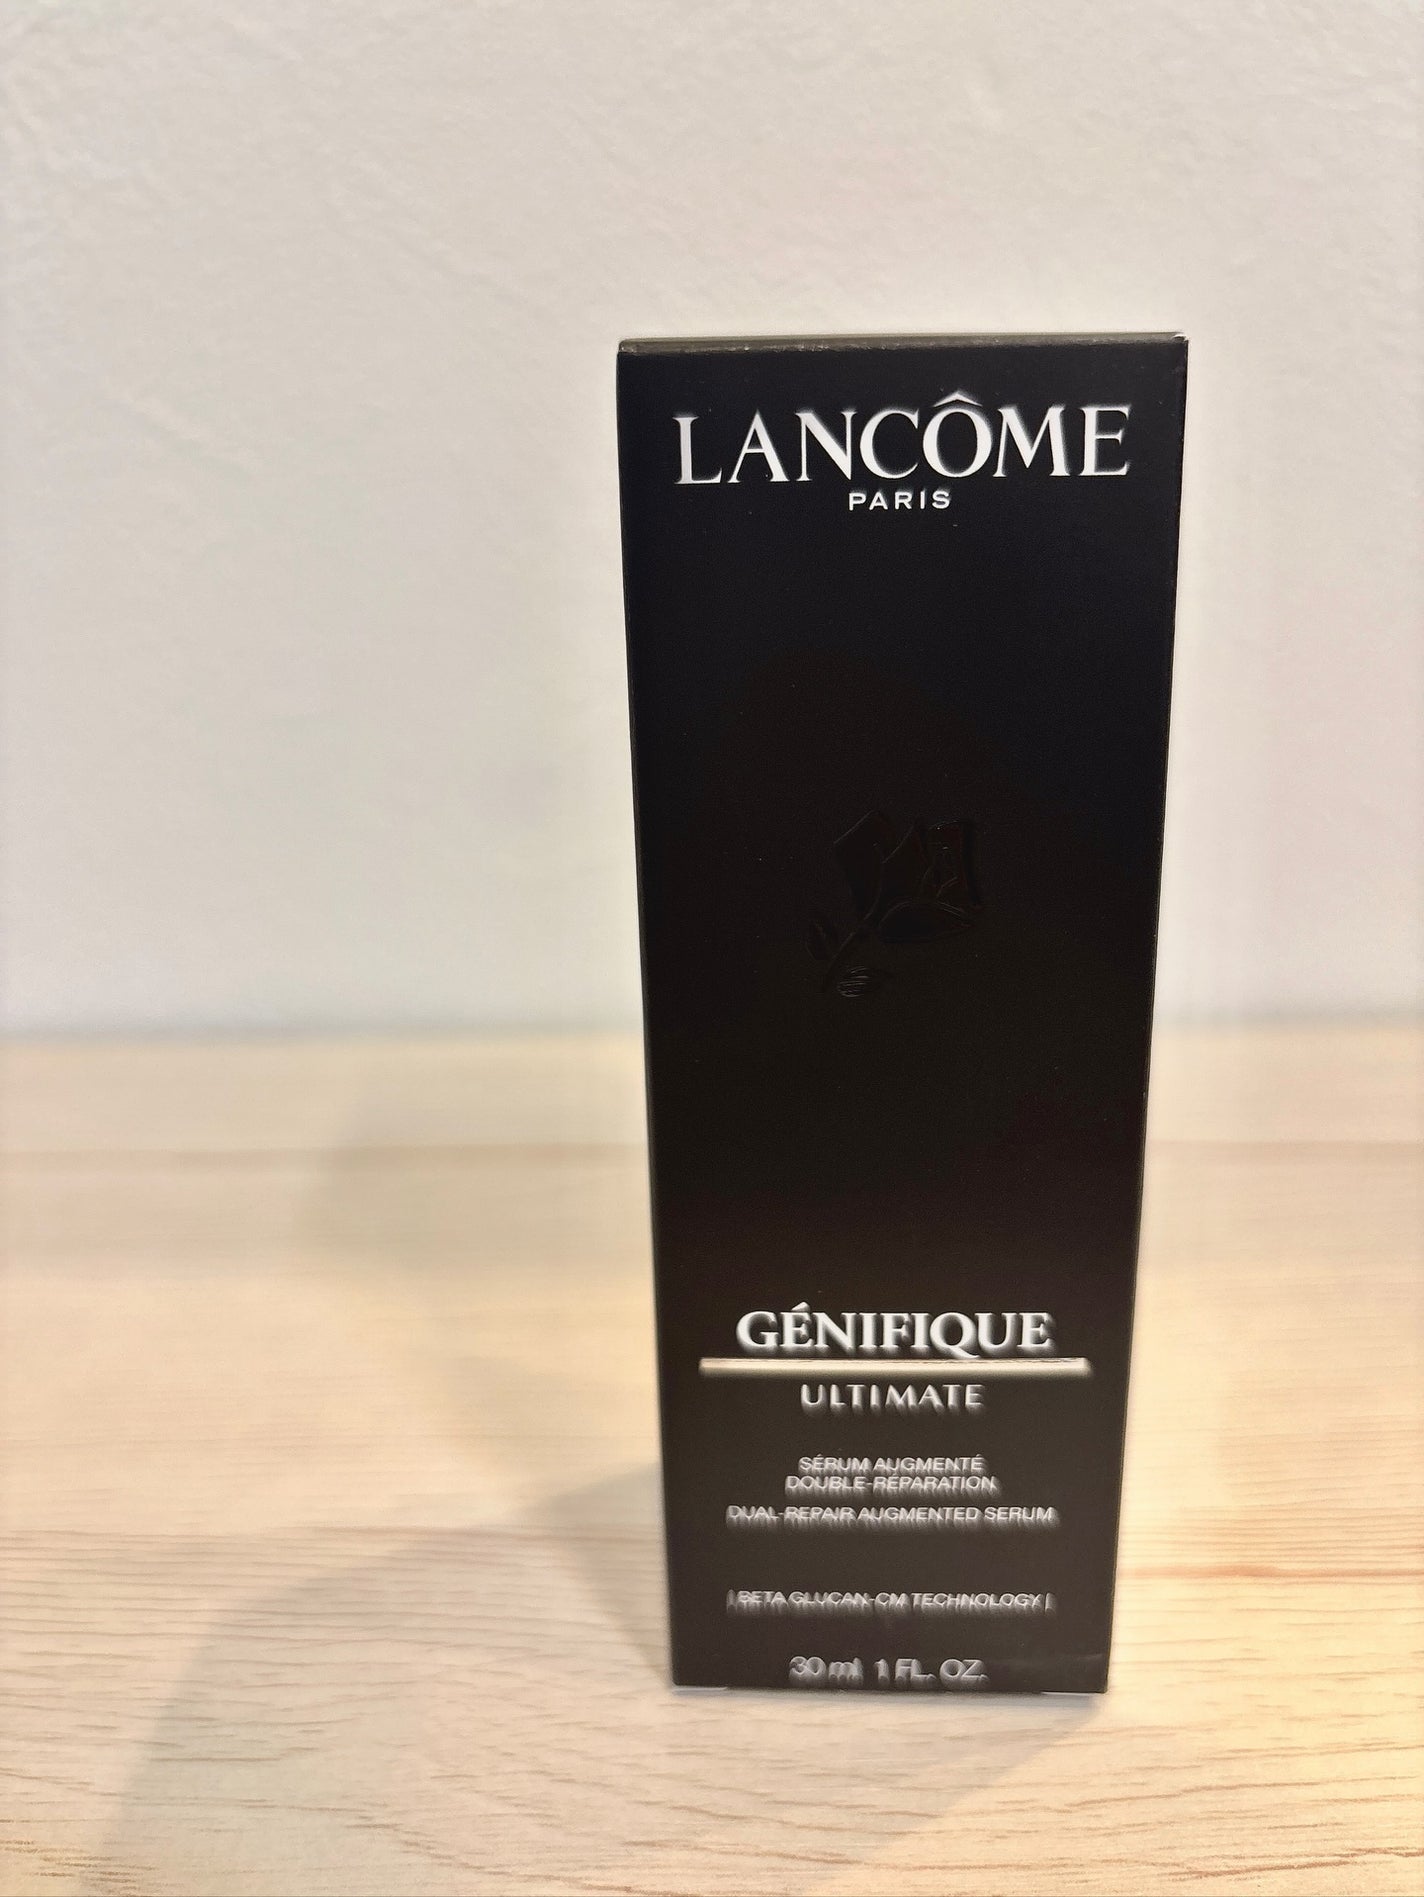 LANCÔME
PARIS
GÉNIFIQUE
ULTIMATE
SÉRUM AUGMENTÉ
DOUBLE-RÉPARATION
DUAL-REPAIR AUGMENTED SERUM
| BETA GLUCAN-CM TECHNOLOGY |
30 ml 1 FL. OZ.